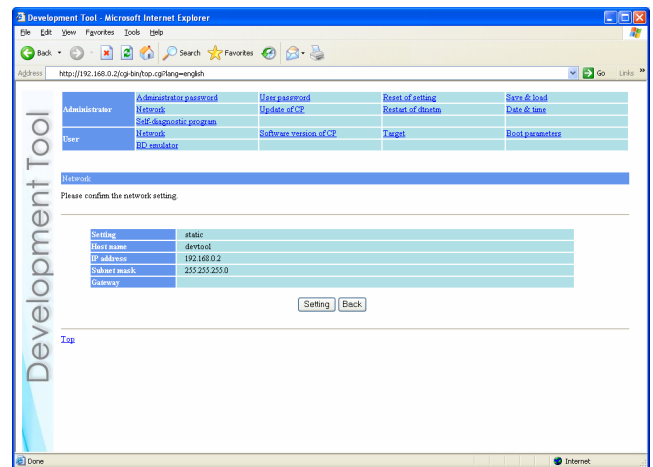 Development Tool - Microsoft Internet Explorer
File Edit View Favorites Tools Help
Back Search Favorites
Address http://192.168.0.2/cgi-bin/top.cgi?lang=english Go Links »
Development Tool
Administrater Administrator password User password Reset of setting Save & load
Network Update of CP Restart of dtnetm Date & time
Self-diagnostic program
User Network Software version of CP Target Boot parameters
BD emulator
Network
Please confirm the network setting.
Setting static
Host name devtool
IP address 192.168.0.2
Subnet mask 255.255.255.0
Gateway
Setting Back
Top
Done Internet